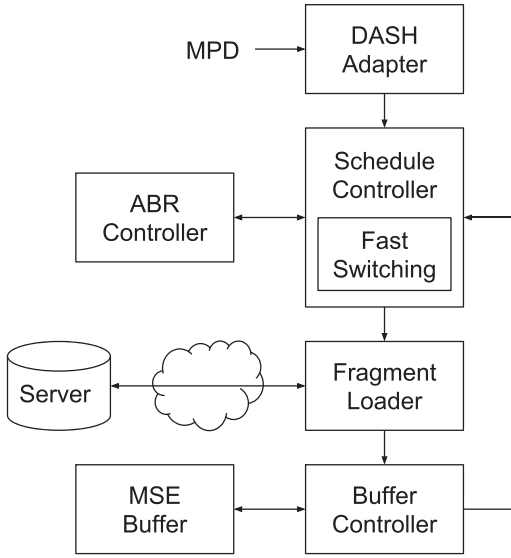 MPD
DASH
Adapter
Schedule
Controller
ABR
Controller
Fast
Switching
Server
Fragment
Loader
MSE
Buffer
Buffer
Controller